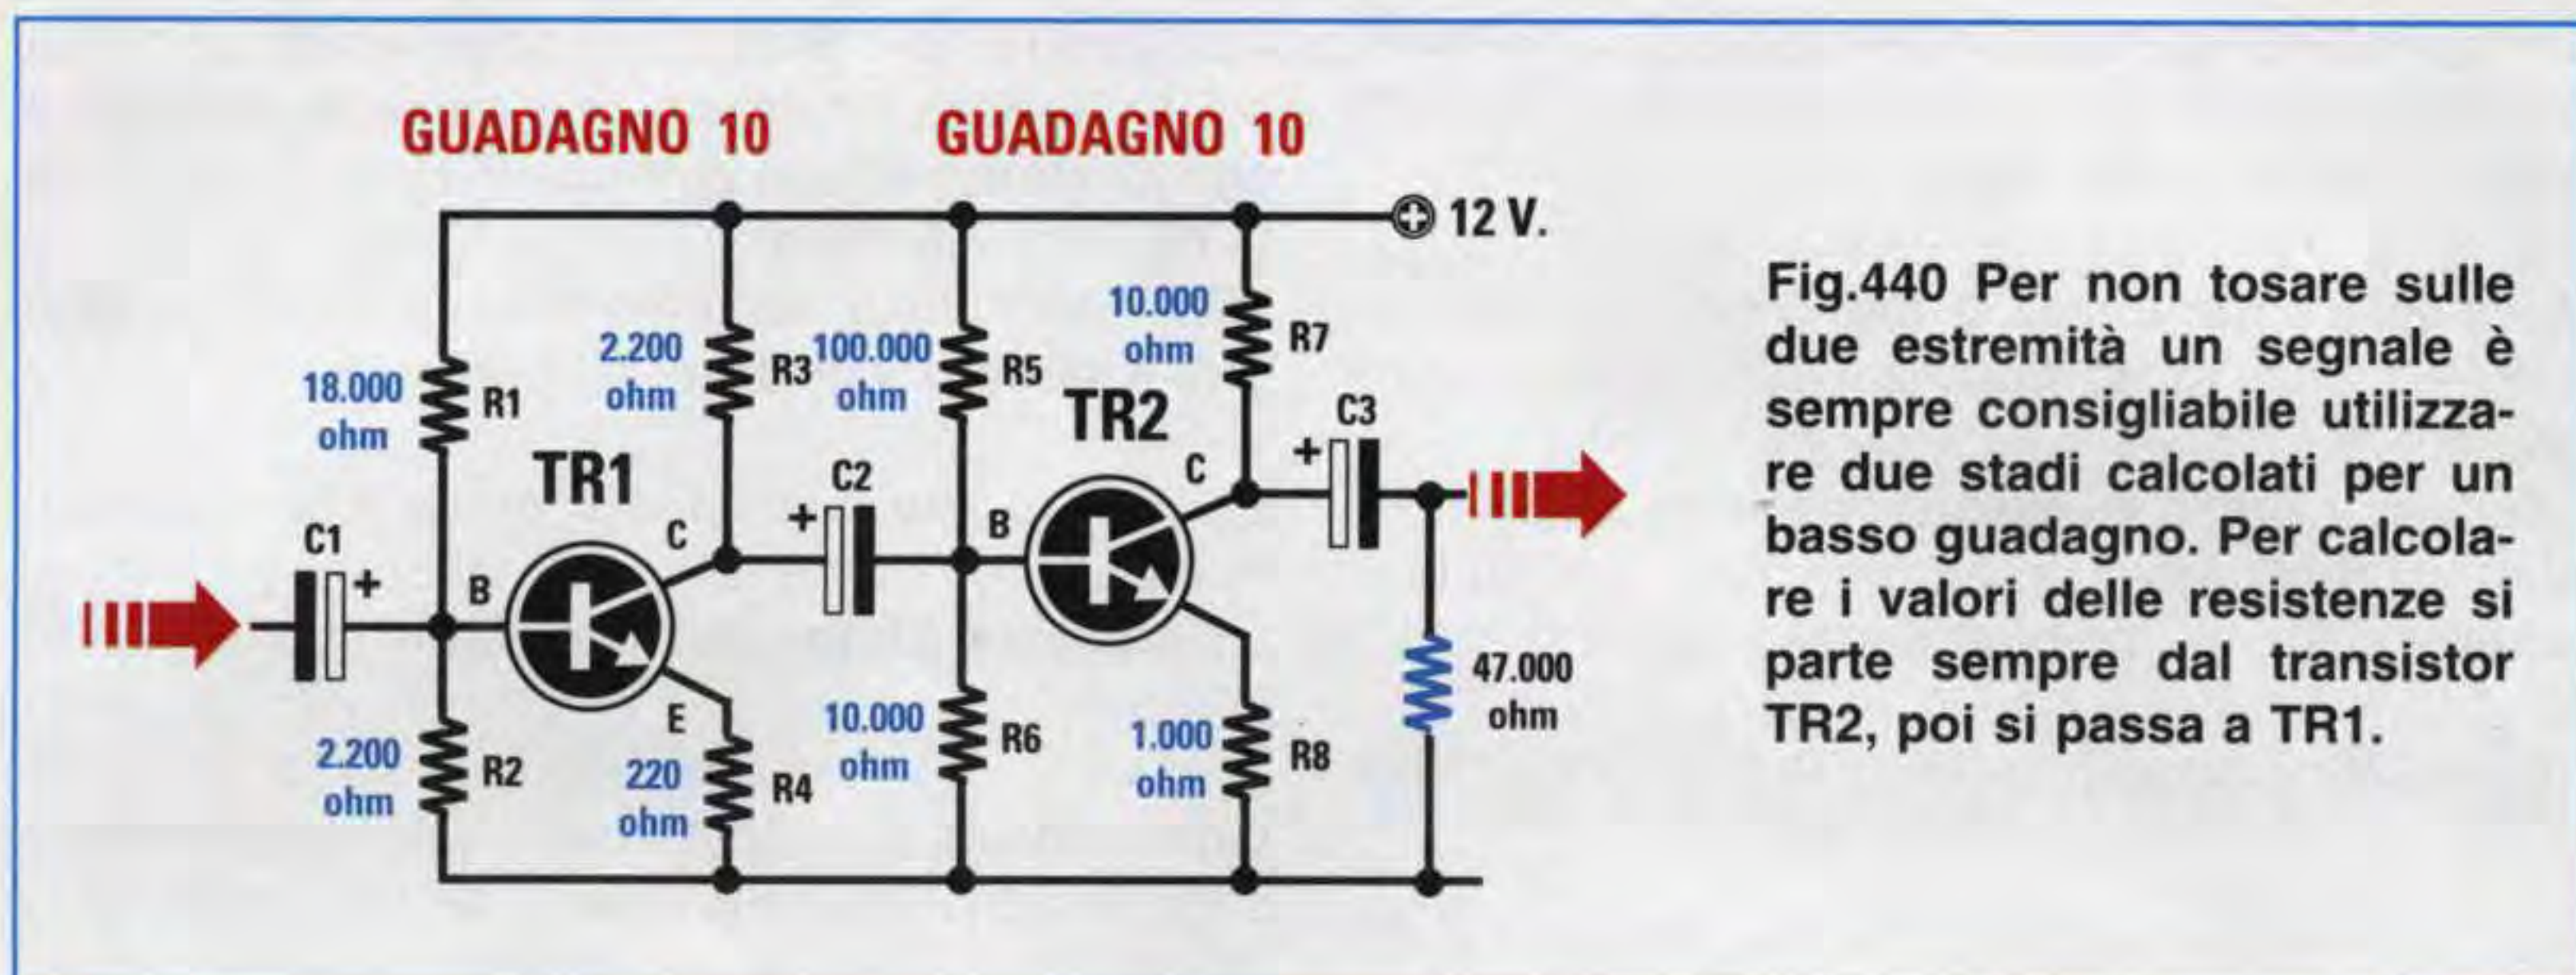 GUADAGNO 10 GUADAGNO 10
12 V.
10.000
ohm
R7
2.200
ohm
R3
100.000
ohm
R5
18.000
ohm
R1
TR1
TR2
C3
+
C
C2
+
B
C1
+
B
C
47.000
ohm
2.200
ohm
R2
E
220
ohm
R4
10.000
ohm
R6
1.000
ohm
R8
Fig.440 Per non tosare sulle
due estremità un segnale è
sempre consigliabile utilizza-
re due stadi calcolati per un
basso guadagno. Per calcola-
re i valori delle resistenze si
parte sempre dal transistor
TR2, poi si passa a TR1.